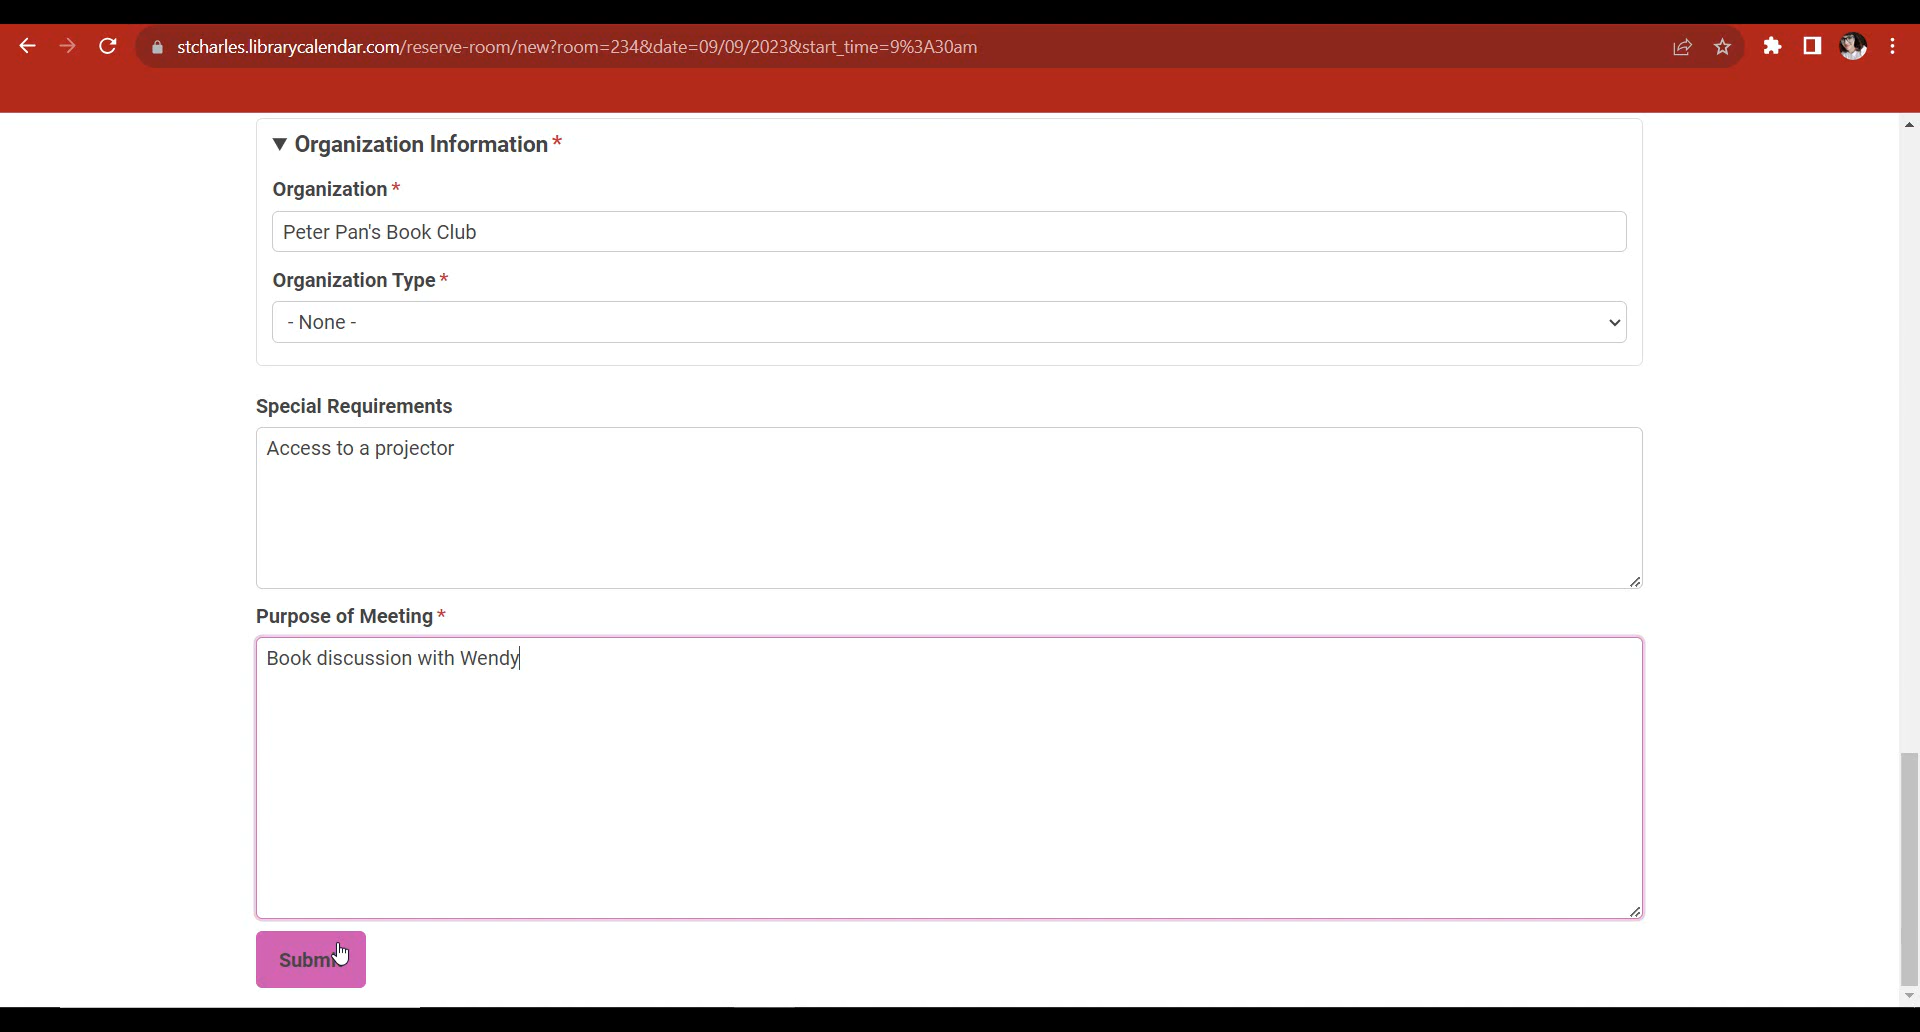 stcharles.librarycalendar.com/reserve-room/new?room=234&date=09/09/2023&start_time=9%3A30am
▼ Organization Information *
Organization *
Peter Pan's Book Club
Organization Type *
- None -
Special Requirements
Access to a projector
Purpose of Meeting *
Book discussion with Wendy
Submit